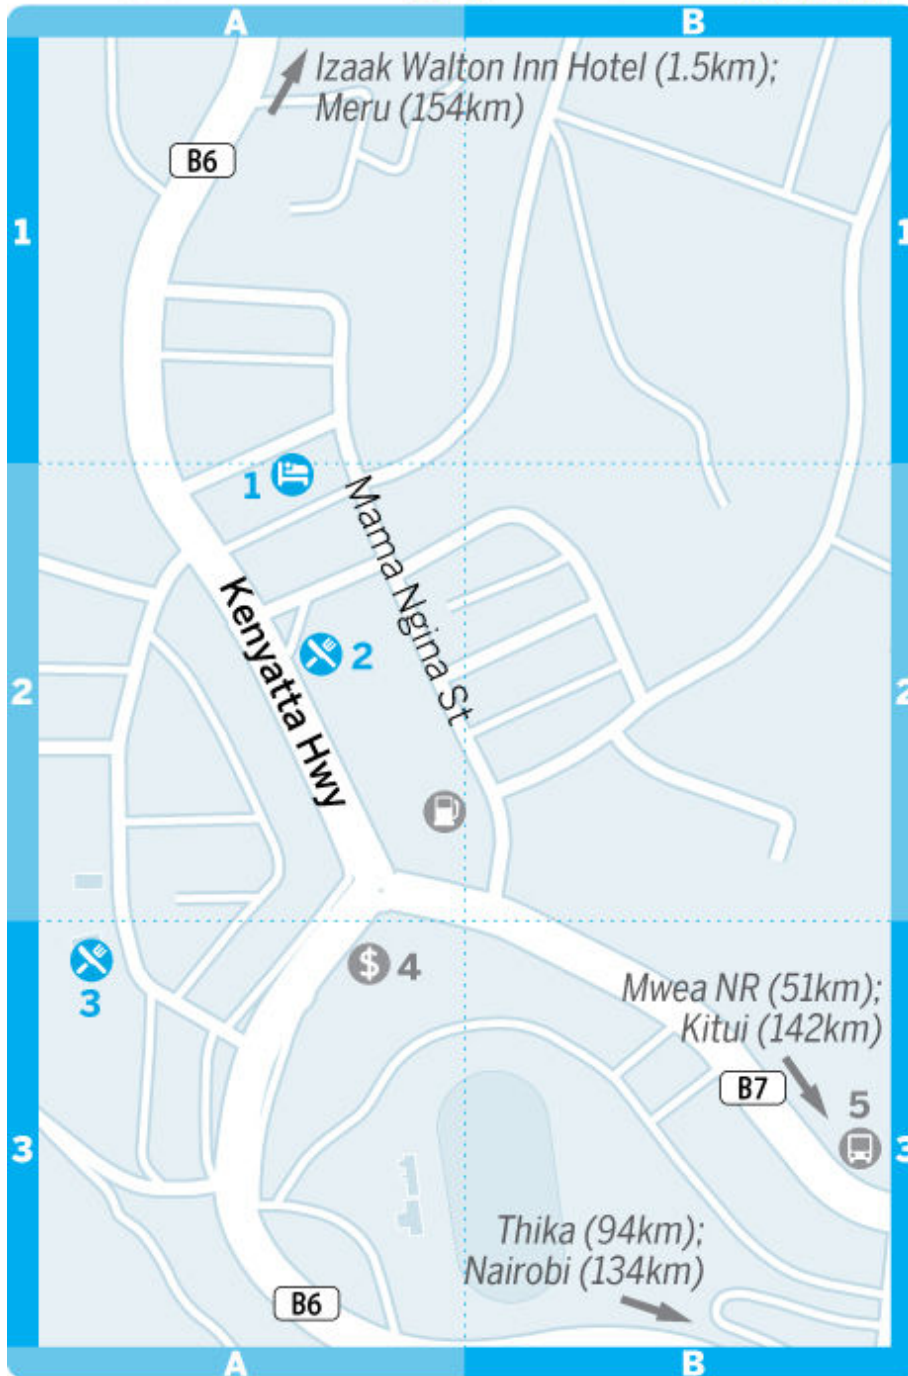 A
B
Izaak Walton Inn Hotel (1.5km);
Meru (154km)
B6
1
1
1
Mama Ngina St
Kenyatta Hwy
2
2
2
3
4
Mwea NR (51km);
Kitui (142km)
B7
5
3
3
Thika (94km);
Nairobi (134km)
B6
A
B